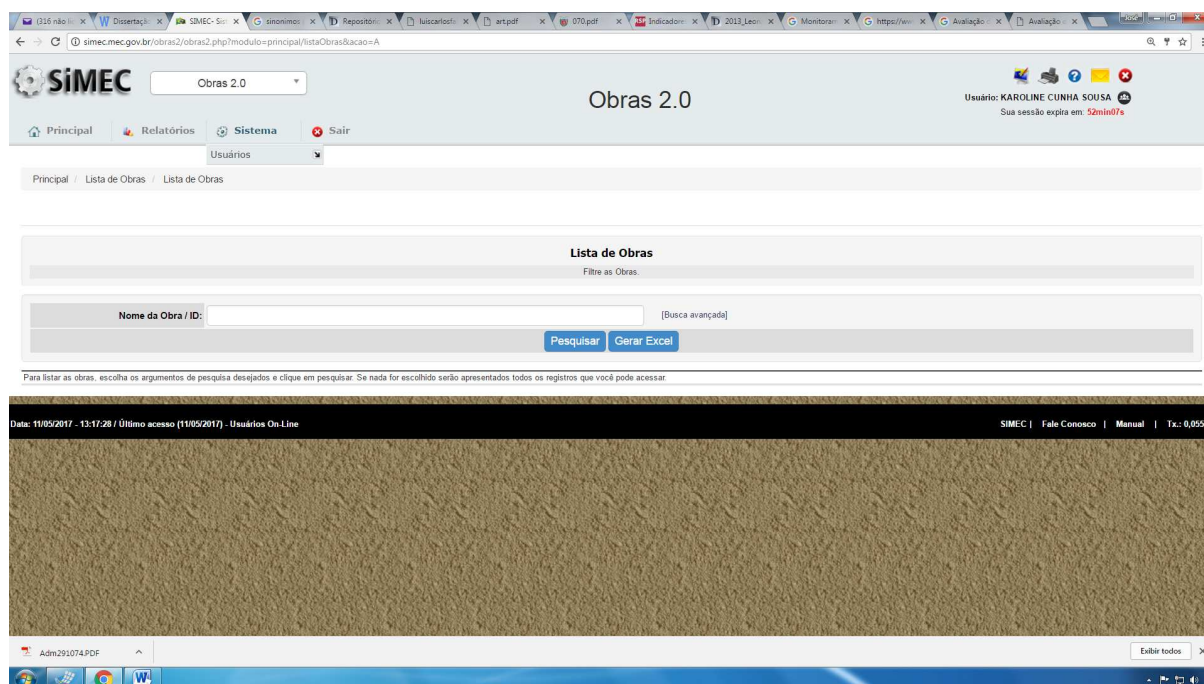 (316 não li
Dissertaçã
SIMEC- Sis
G sinonimos
Repositóri
luiscarlosfe
art.pdf
070.pdf
Indicadore
2013_Leon
G Monitoran
G https://ww
G Avaliação
Avaliação
simec.mec.gov.br/obras2/obras2.php?modulo=principal/listaObras&acao=A
SiMEC
Obras 2.0
Obras 2.0
Usuário: KAROLINE CUNHA SOUSA
Sua sessão expira em: 52min07s
Principal Relatórios Sistema Sair
Usuários
Principal / Lista de Obras / Lista de Obras
Lista de Obras
Filtre as Obras.
Nome da Obra / ID: [Busca avançada]
Pesquisar Gerar Excel
Para listar as obras, escolha os argumentos de pesquisa desejados e clique em pesquisar. Se nada for escolhido serão apresentados todos os registros que você pode acessar.
Data: 11/05/2017 - 13:17:28 / Último acesso (11/05/2017) - Usuários On-Line
SIMEC | Fale Conosco | Manual | Tx.: 0,055
Adm291074.PDF
Exibir todos